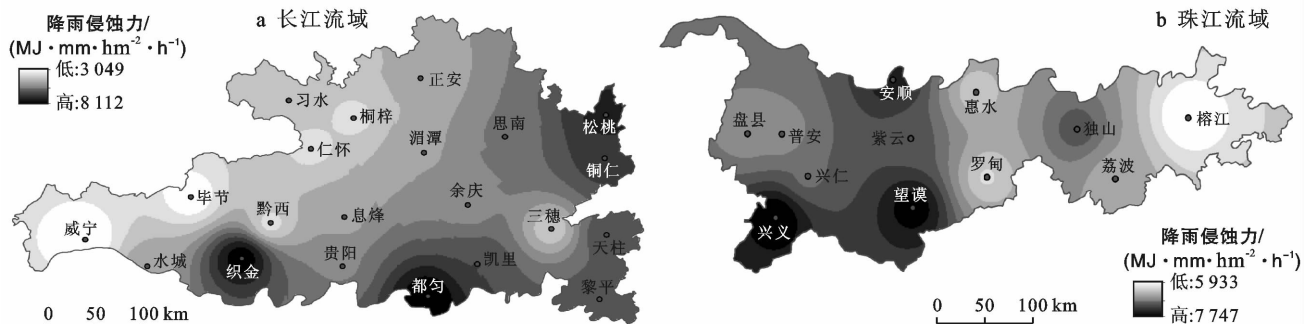 a 长江流域
降雨侵蚀力/
(MJ·mm·hm⁻²·h⁻¹)
低:3 049
高:8 112
正安
习水
桐梓
松桃
思南
湄潭
仁怀
铜仁
毕节
余庆
黔西
息烽
三穗
威宁
天柱
水城
织金
贵阳
凯里
都匀
黎平
0 50 100 km
b 珠江流域
安顺
惠水
榕江
盘县
普安
紫云
独山
兴仁
罗甸
荔波
望谟
兴义
降雨侵蚀力/
(MJ·mm·hm⁻²·h⁻¹)
低:5 933
高:7 747
0 50 100 km